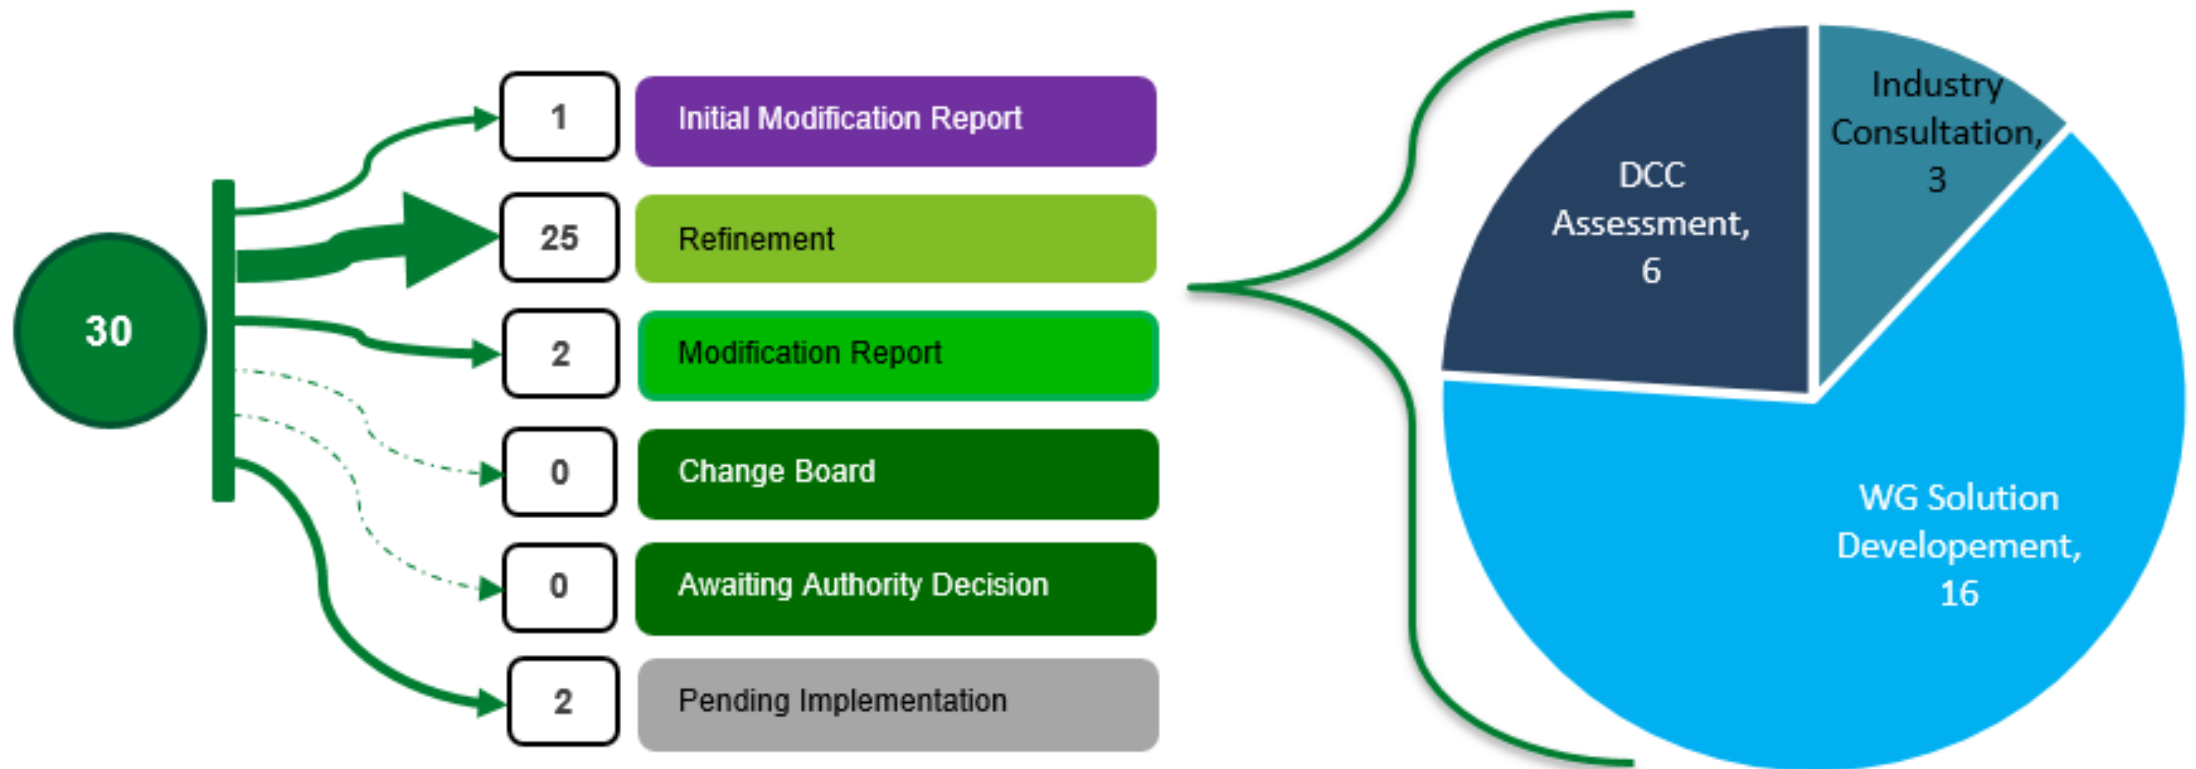 30
1
Initial Modification Report
25
Refinement
2
Modification Report
0
Change Board
0
Awaiting Authority Decision
2
Pending Implementation
DCC
Assessment,
6
Industry
Consultation,
3
WG Solution
Developement,
16